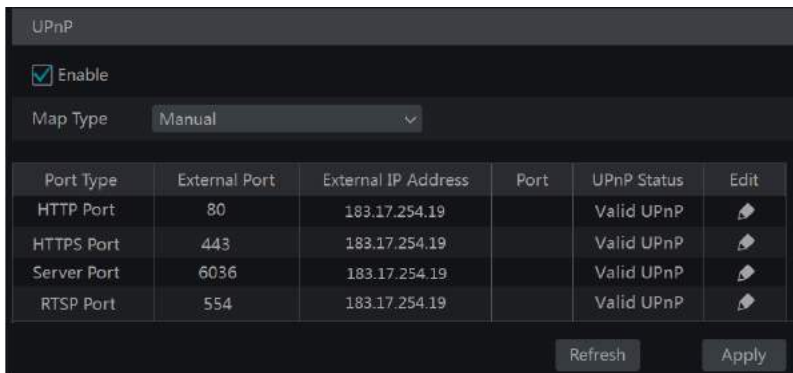 UPnP
Enable
Map Type Manual
Port Type External Port External IP Address Port UPnP Status Edit
HTTP Port 80 183.17.254.19 Valid UPnP
HTTPS Port 443 183.17.254.19 Valid UPnP
Server Port 6036 183.17.254.19 Valid UPnP
RTSP Port 554 183.17.254.19 Valid UPnP
Refresh Apply